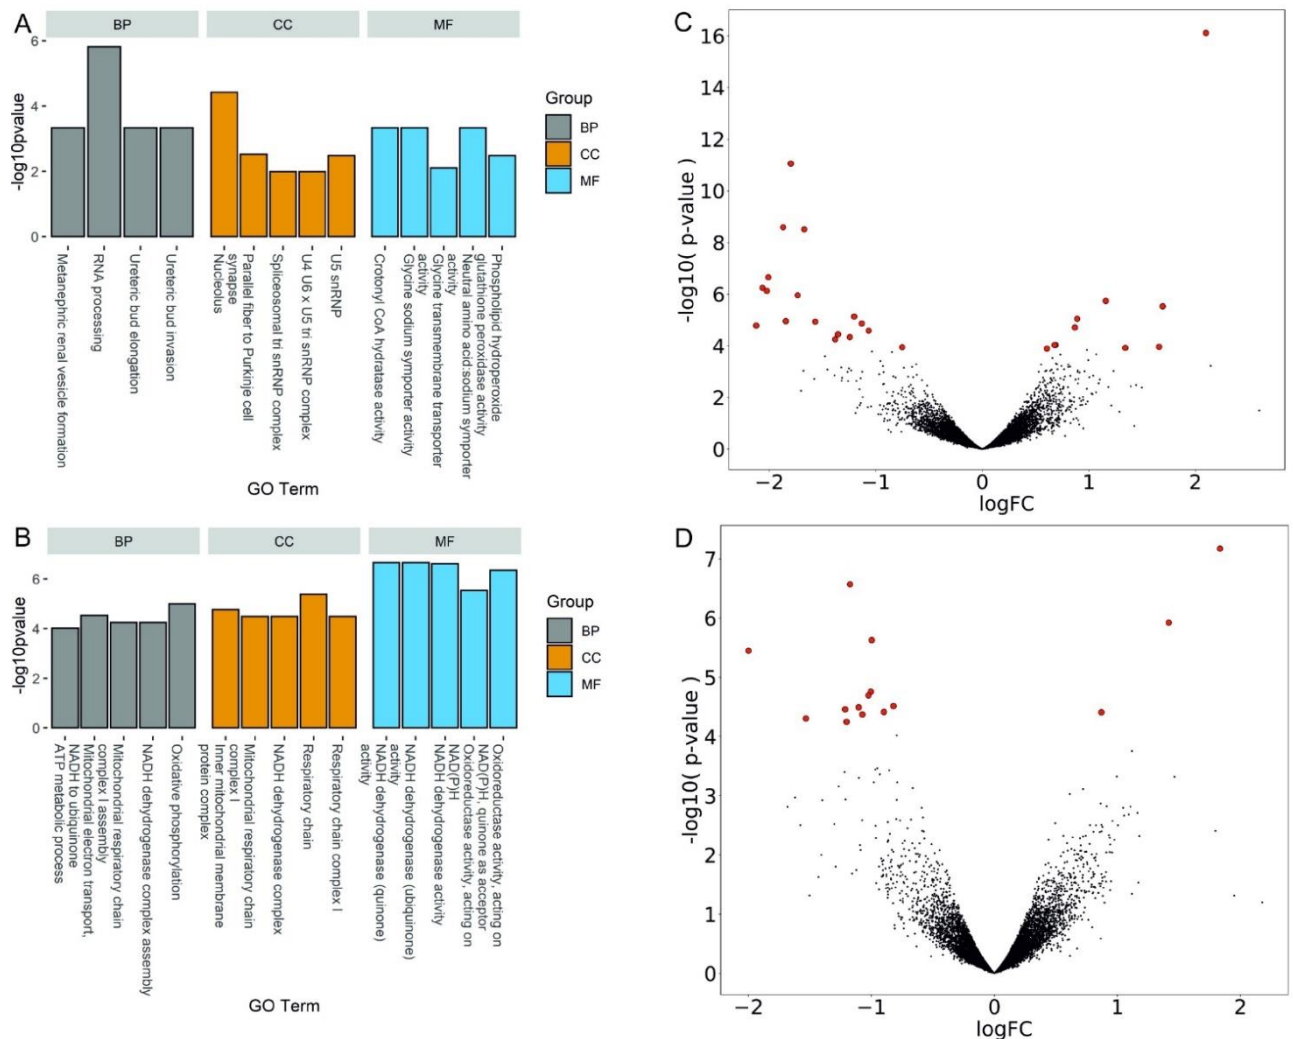 A
BP
CC
MF
-log10pvalue
6
4
2
0
Metanephric renal vesicle formation
RNA processing
Ureteric bud elongation
Ureteric bud invasion
Nucleolus
Parallel fiber to Purkinje cell
synapse
Spliceosomal tri snRNP complex
U4 U6 x U5 tri snRNP complex
U5 snRNP
Crotonyl CoA hydratase activity
Glycine sodium symporter activity
Glycine transmembrane transporter
activity
Neutral amino acid:sodium symporter
activity
Phospholipid hydroperoxide
glutathione peroxidase activity
GO Term
Group
BP
CC
MF
B
BP
CC
MF
-log10pvalue
6
4
2
0
ATP metabolic process
Mitochondrial electron transport,
NADH to ubiquinone
Mitochondrial respiratory chain
complex I assembly
NADH dehydrogenase complex assembly
Oxidative phosphorylation
Inner mitochondrial membrane
protein complex
Mitochondrial respiratory chain
complex I
NADH dehydrogenase complex
Respiratory chain
Respiratory chain complex I
NADH dehydrogenase (quinone)
activity
NADH dehydrogenase (ubiquinone)
activity
NADH dehydrogenase activity
Oxidoreductase activity, acting on
NAD(P)H
Oxidoreductase activity, acting on
NAD(P)H, quinone as acceptor
GO Term
Group
BP
CC
MF
C
-log10( p-value )
16
14
12
10
8
6
4
2
0
−2
−1
0
1
2
logFC
D
-log10( p-value )
7
6
5
4
3
2
1
0
−2
−1
0
1
2
logFC